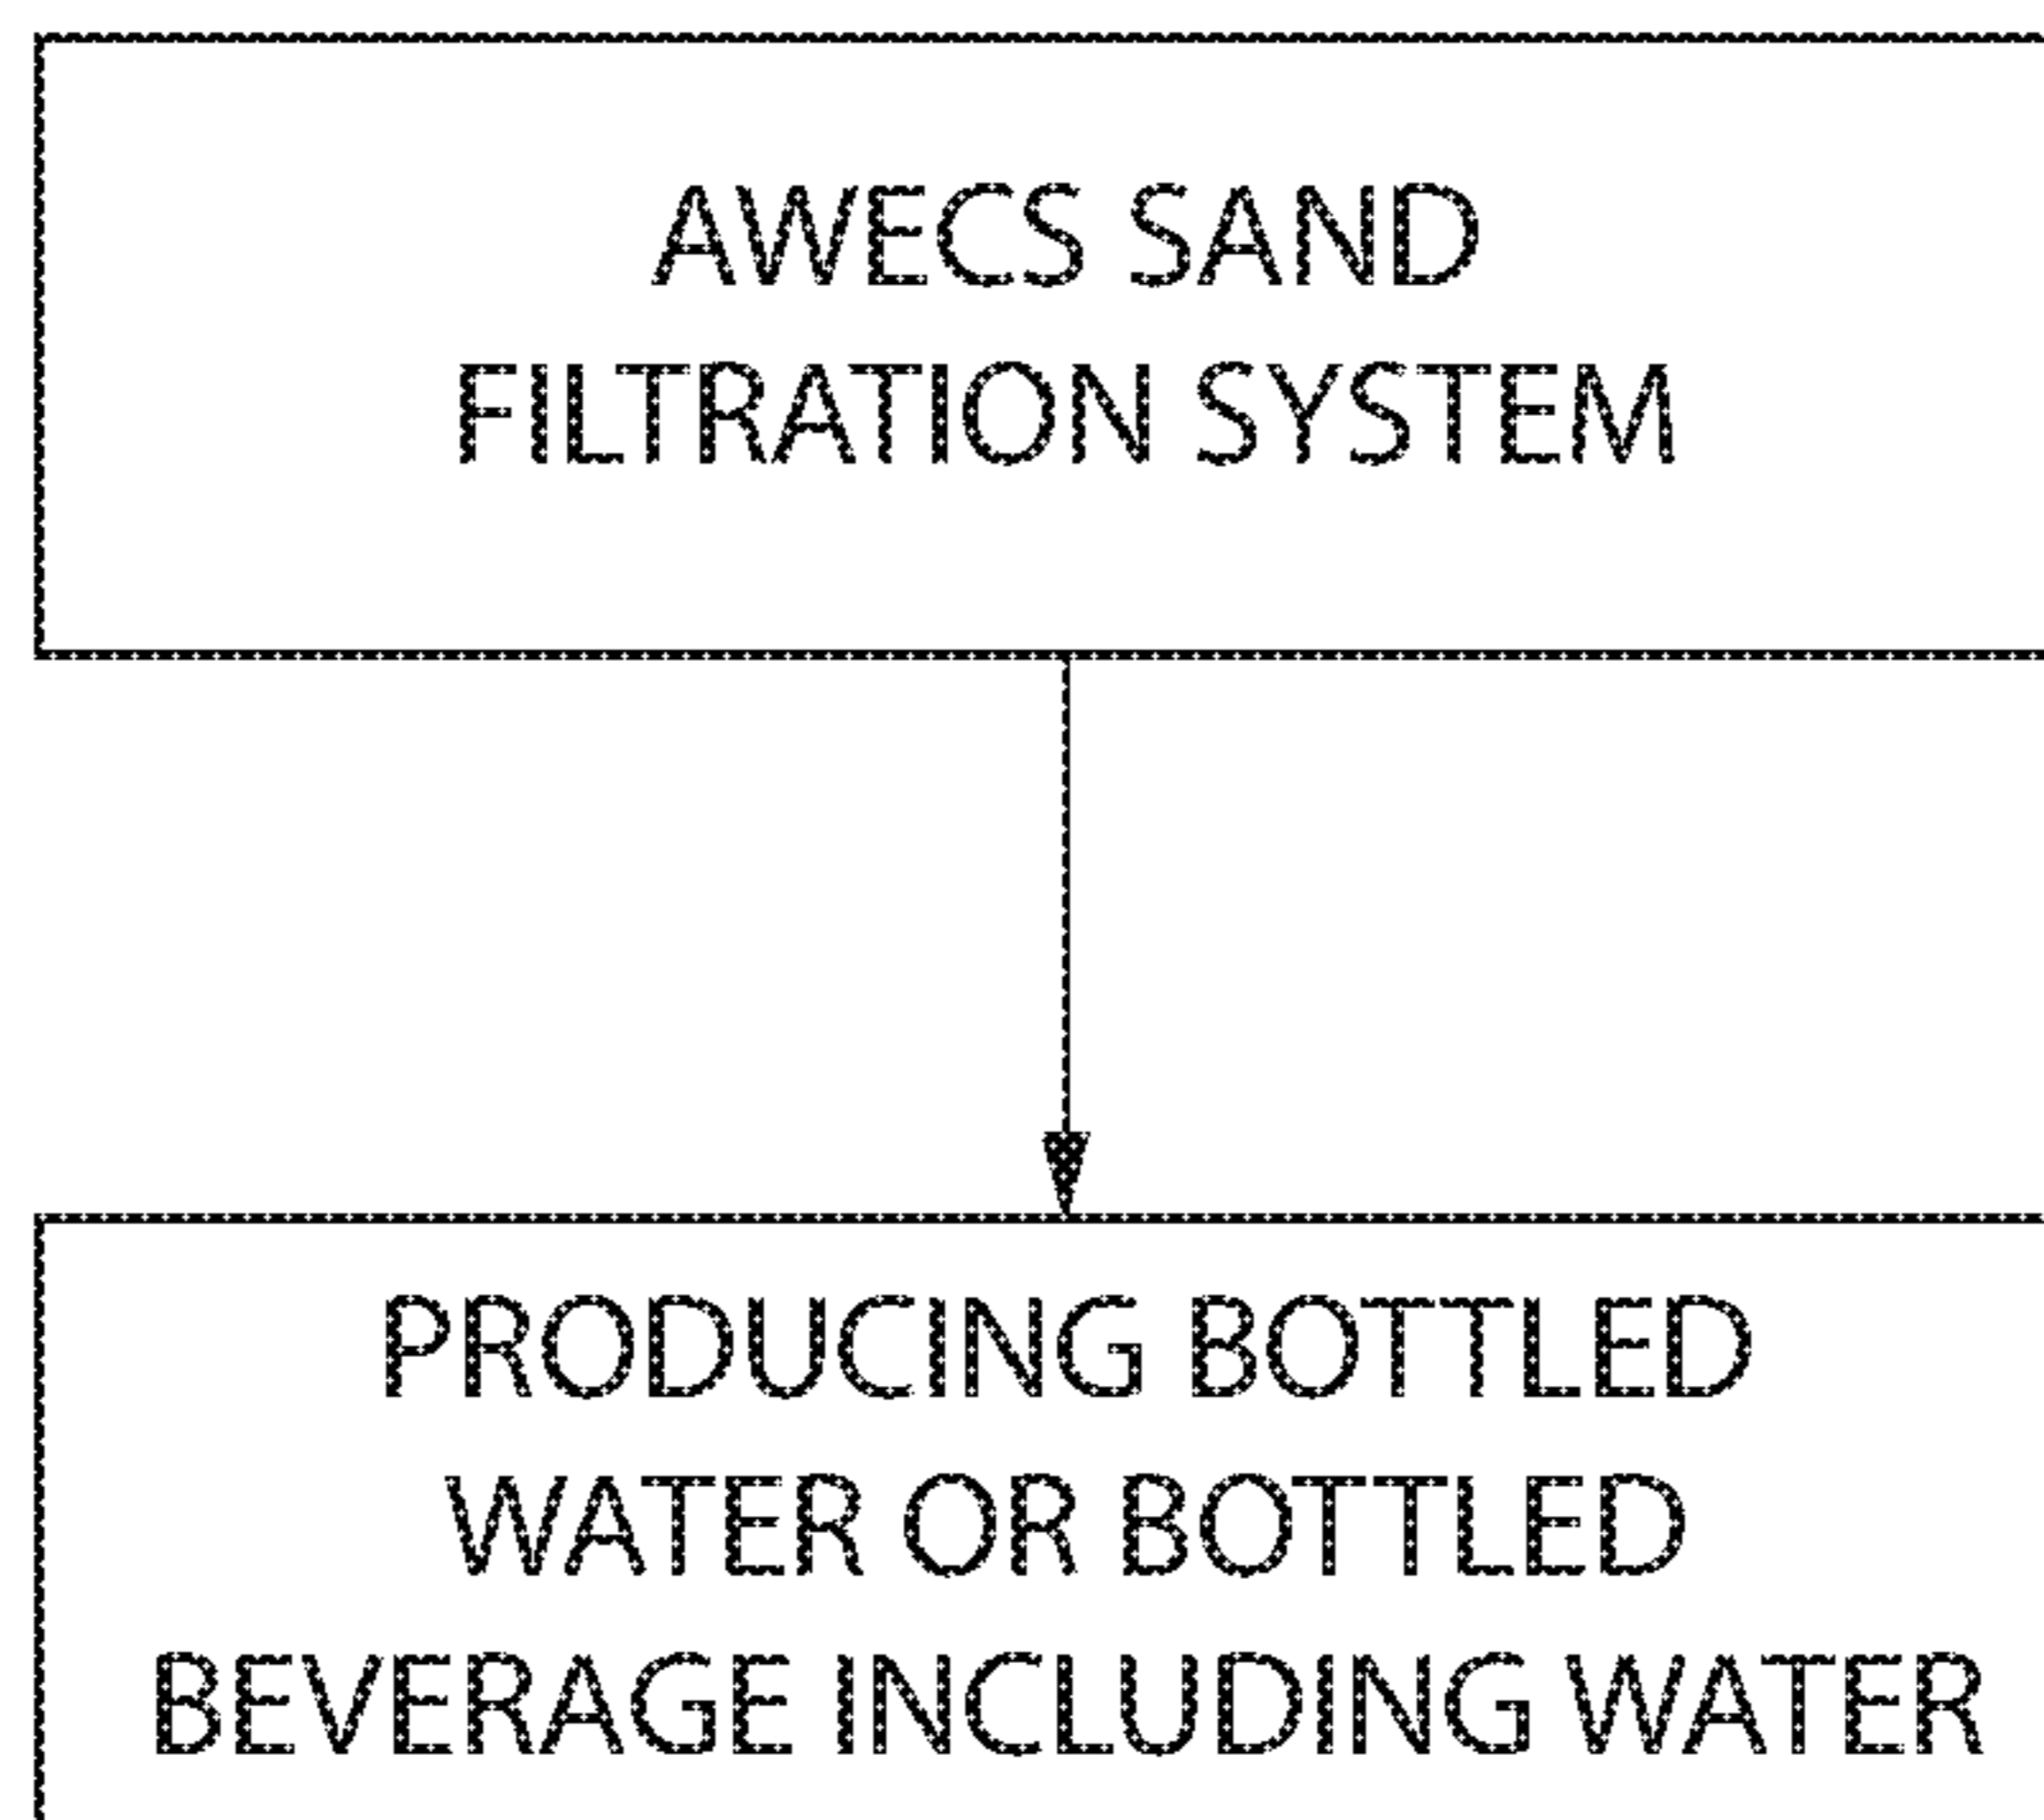 AWECS SAND
FILTRATION SYSTEM
PRODUCING BOTTLED
WATER OR BOTTLED
BEVERAGE INCLUDING WATER